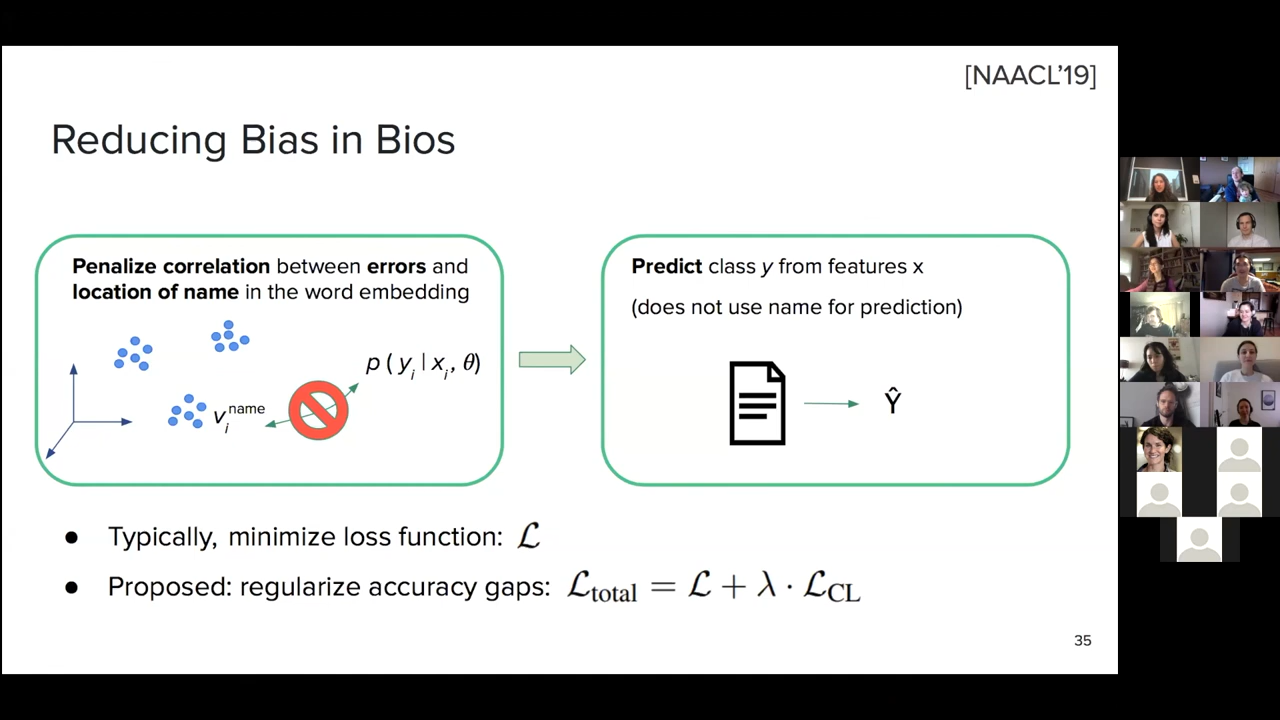 [NAACL'19]
Reducing Bias in Bios
Penalize correlation between errors and
location of name in the word embedding
p ( y_i | x_i, θ)
v_i^name
Predict class y from features x
(does not use name for prediction)
Ŷ
● Typically, minimize loss function: ℒ
● Proposed: regularize accuracy gaps: ℒ_total = ℒ + λ · ℒ_CL
35